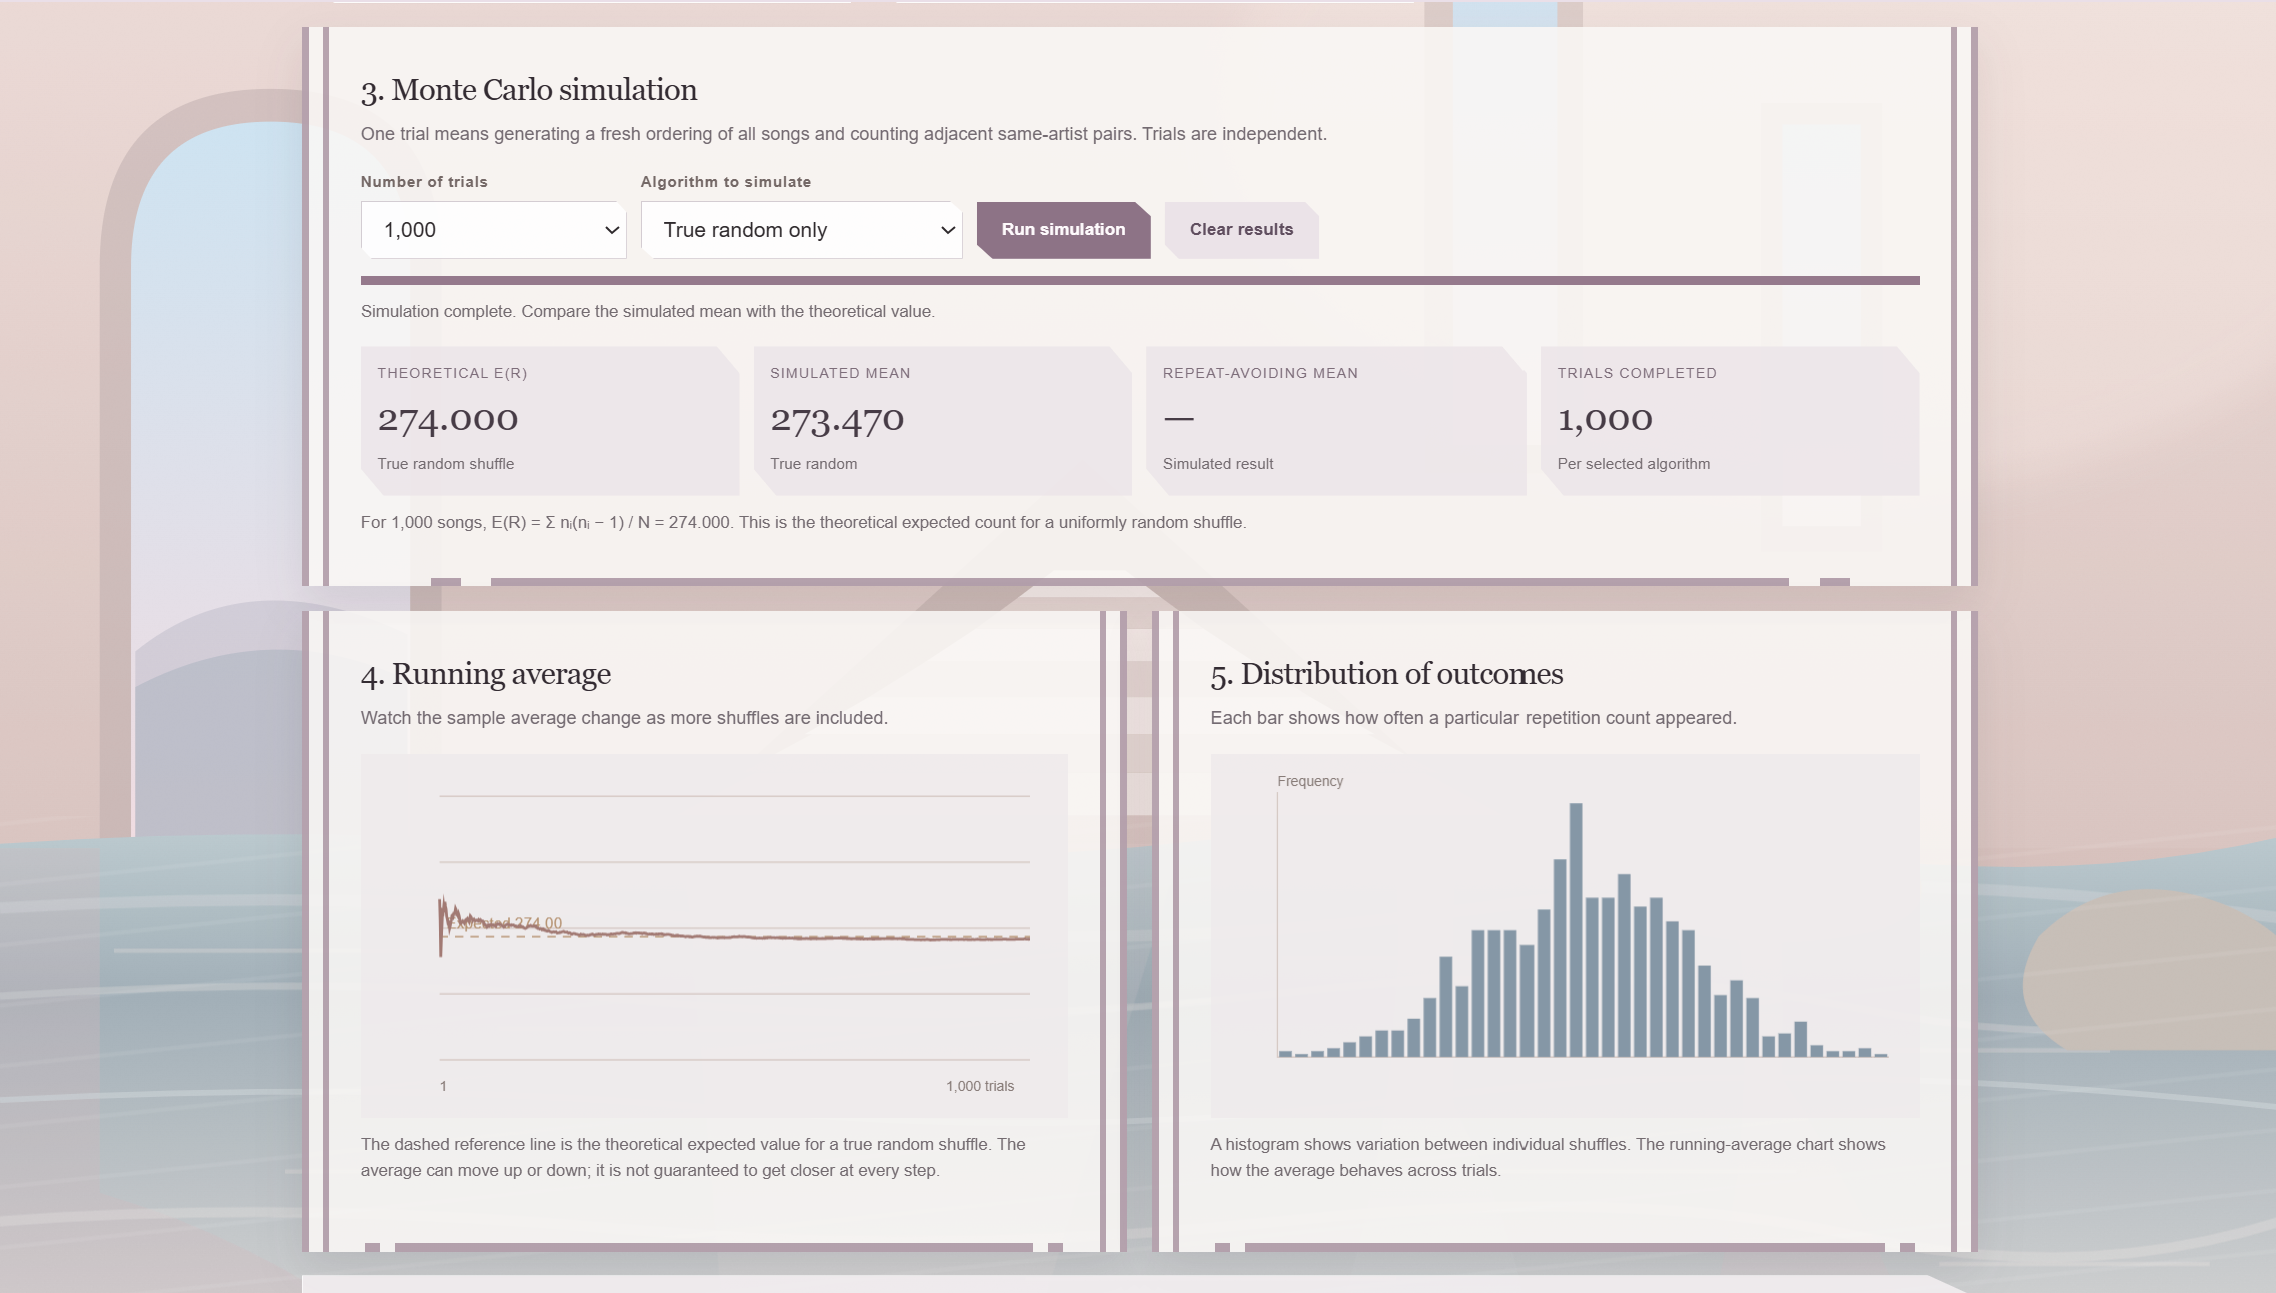 3. Monte Carlo simulation
One trial means generating a fresh ordering of all songs and counting adjacent same-artist pairs. Trials are independent.
Number of trials
Algorithm to simulate
1,000
True random only
Run simulation
Clear results
Simulation complete. Compare the simulated mean with the theoretical value.
THEORETICAL E(R)
274.000
True random shuffle
SIMULATED MEAN
273.470
True random
REPEAT-AVOIDING MEAN
—
Simulated result
TRIALS COMPLETED
1,000
Per selected algorithm
For 1,000 songs, E(R) = Σ nᵢ(nᵢ − 1) / N = 274.000. This is the theoretical expected count for a uniformly random shuffle.
4. Running average
Watch the sample average change as more shuffles are included.
Expected 274.00
1
1,000 trials
The dashed reference line is the theoretical expected value for a true random shuffle. The
average can move up or down; it is not guaranteed to get closer at every step.
5. Distribution of outcomes
Each bar shows how often a particular repetition count appeared.
Frequency
A histogram shows variation between individual shuffles. The running-average chart shows
how the average behaves across trials.